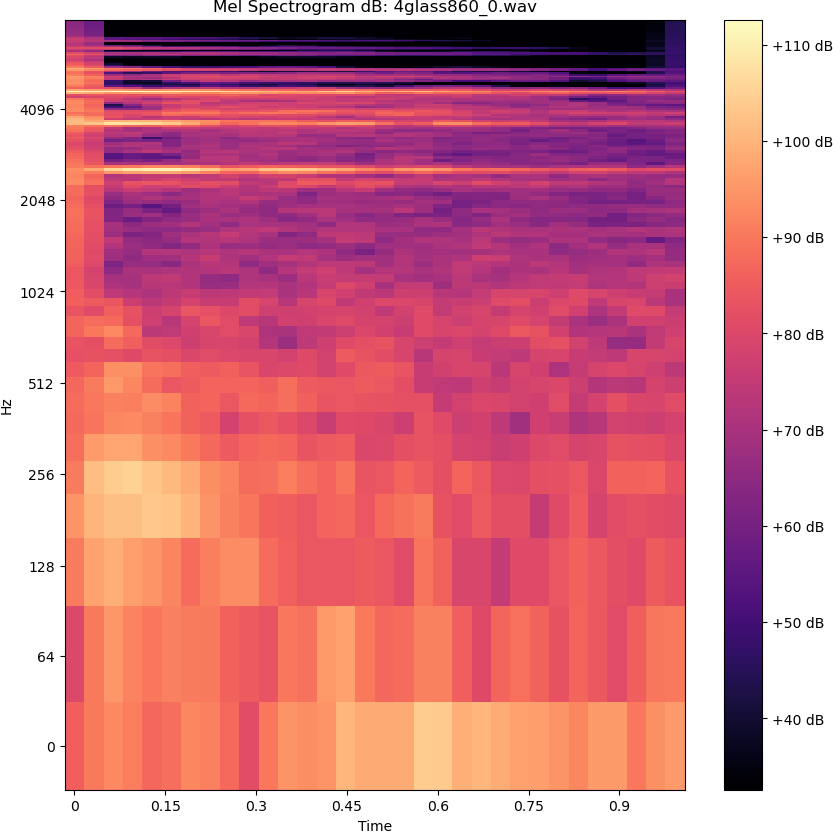 Mel Spectrogram dB: 4glass860_0.wav
+110 dB
4096
+100 dB
2048
+90 dB
1024
+80 dB
512
Hz
+70 dB
256
+60 dB
128
+50 dB
64
+40 dB
0
0 0.15 0.3 0.45 0.6 0.75 0.9
Time